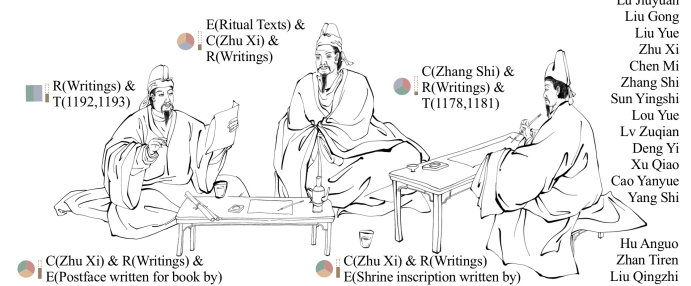 E(Ritual Texts) &
C(Zhu Xi) &
R(Writings)
R(Writings) &
T(1192,1193)
C(Zhang Shi) &
R(Writings) &
T(1178,1181)
C(Zhu Xi) & R(Writings) &
E(Postface written for book by)
C(Zhu Xi) & R(Writings) &
E(Shrine inscription written by)
Lu Jiuyuan
Liu Gong
Liu Yue
Zhu Xi
Chen Mi
Zhang Shi
Sun Yingshi
Lou Yue
Lv Zuqian
Deng Yi
Xu Qiao
Cao Yanyue
Yang Shi
Hu Anguo
Zhan Tiren
Liu Qingzhi